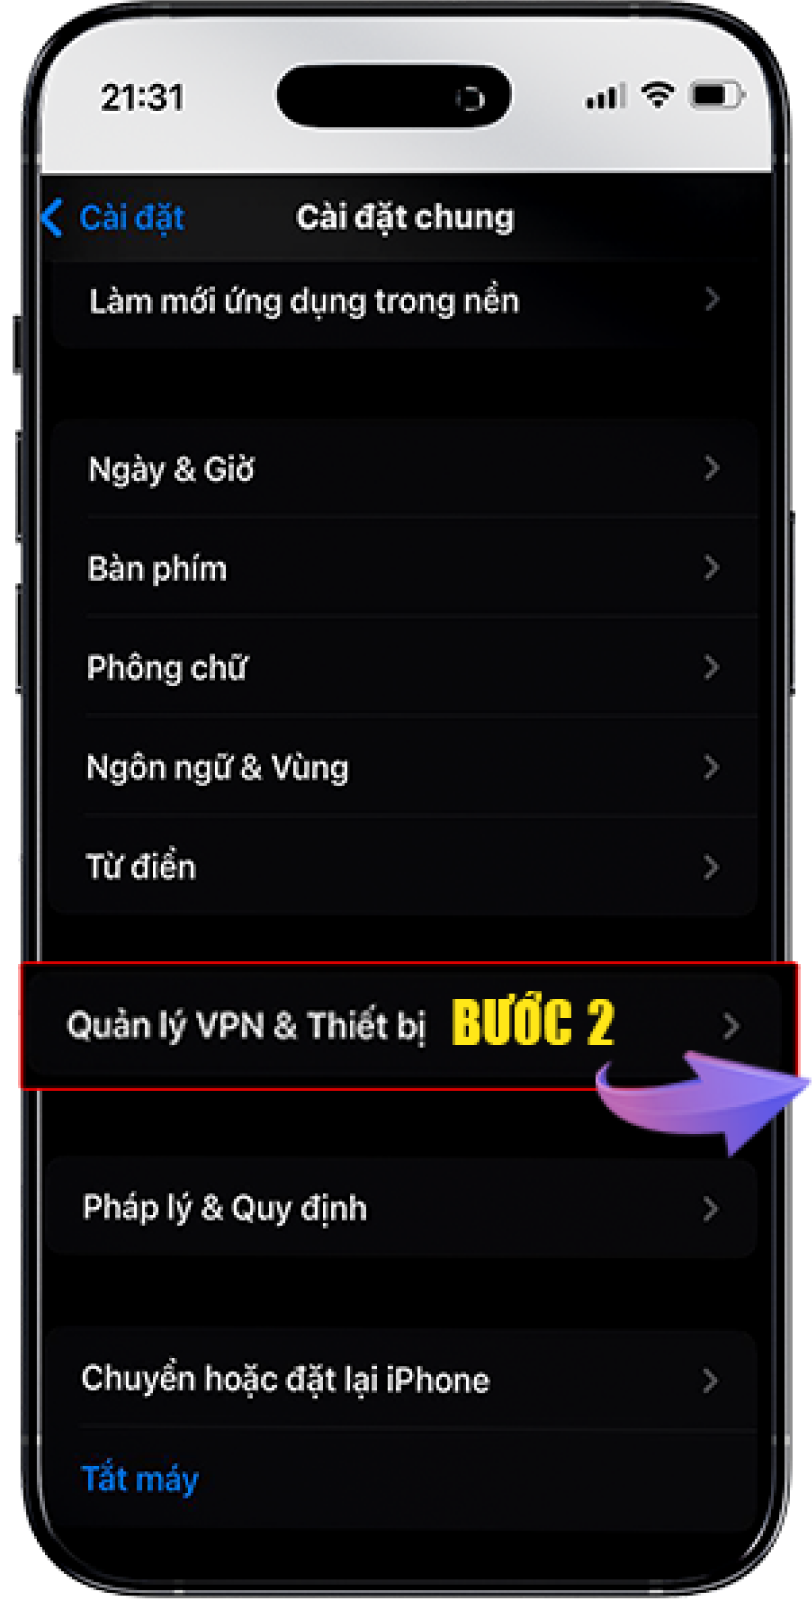 21:31
Cài đặt
Cài đặt chung
Làm mới ứng dụng trong nền
Ngày & Giờ
Bàn phím
Phông chữ
Ngôn ngữ & Vùng
Từ điển
Quản lý VPN & Thiết bị BƯỚC 2
Pháp lý & Quy định
Chuyển hoặc đặt lại iPhone
Tắt máy